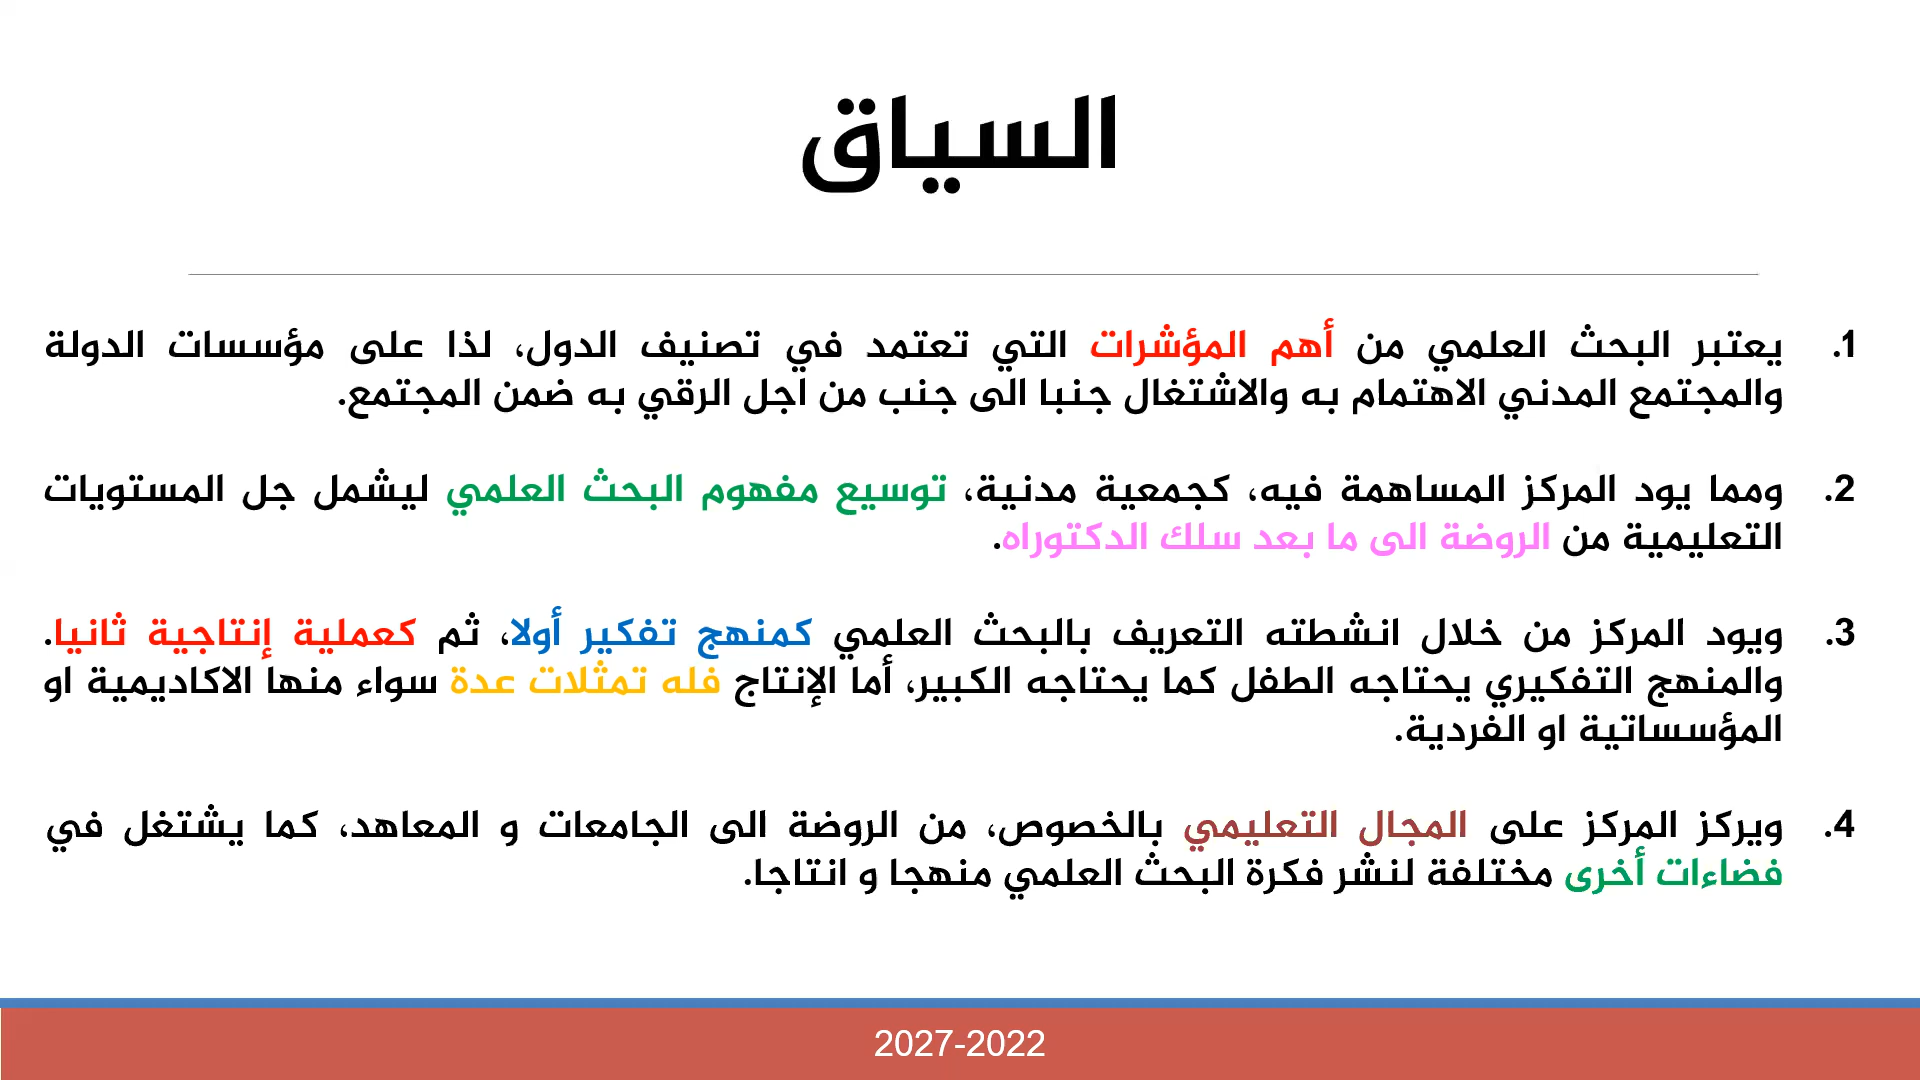 السياق
1. يعتبر البحث العلمي من أهم المؤشرات التي تعتمد في تصنيف الدول، لذا على مؤسسات الدولة
والمجتمع المدني الاهتمام به والاشتغال جنبا الى جنب من اجل الرقي به ضمن المجتمع.
2. ومما يود المركز المساهمة فيه، كجمعية مدنية، توسيع مفهوم البحث العلمي ليشمل جل المستويات
التعليمية من الروضة الى ما بعد سلك الدكتوراه.
3. ويود المركز من خلال انشطته التعريف بالبحث العلمي كمنهج تفكير أولا، ثم كعملية إنتاجية ثانيا.
والمنهج التفكيري يحتاجه الطفل كما يحتاجه الكبير، أما الإنتاج فله تمثلات عدة سواء منها الاكاديمية او
المؤسساتية او الفردية.
4. ويركز المركز على المجال التعليمي بالخصوص، من الروضة الى الجامعات و المعاهد، كما يشتغل في
فضاءات أخرى مختلفة لنشر فكرة البحث العلمي منهجا و انتاجا.
2027-2022